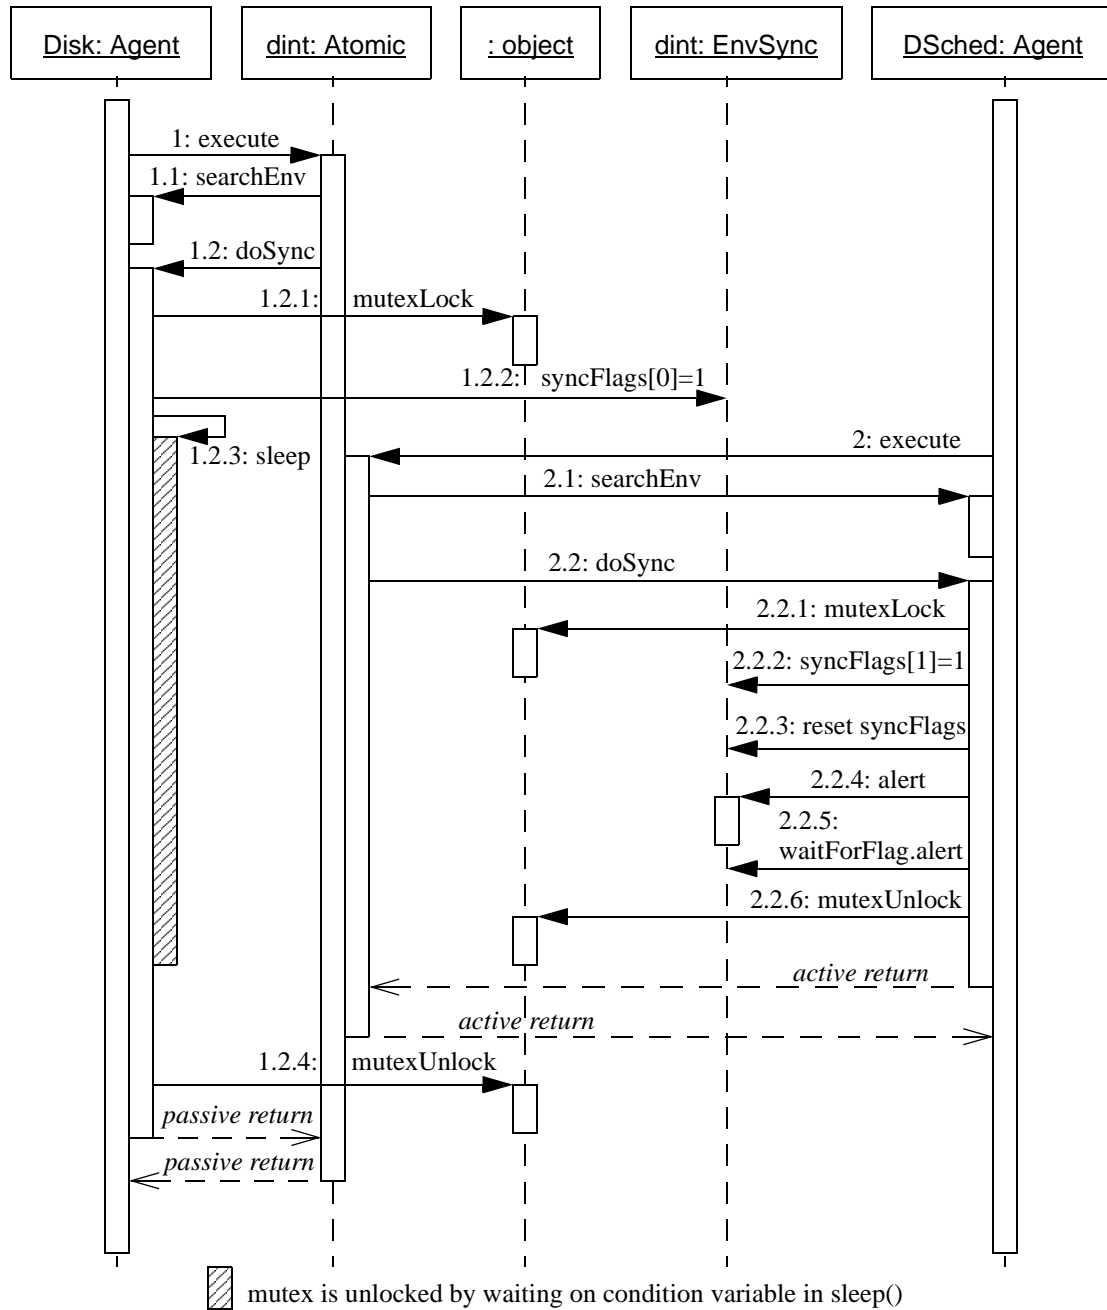 Disk: Agent
dint: Atomic
: object
dint: EnvSync
DSched: Agent
1: execute
1.1: searchEnv
1.2: doSync
1.2.1: mutexLock
1.2.2: syncFlags[0]=1
1.2.3: sleep
2: execute
2.1: searchEnv
2.2: doSync
2.2.1: mutexLock
2.2.2: syncFlags[1]=1
2.2.3: reset syncFlags
2.2.4: alert
2.2.5:
waitForFlag.alert
2.2.6: mutexUnlock
active return
active return
1.2.4: mutexUnlock
passive return
passive return
mutex is unlocked by waiting on condition variable in sleep()